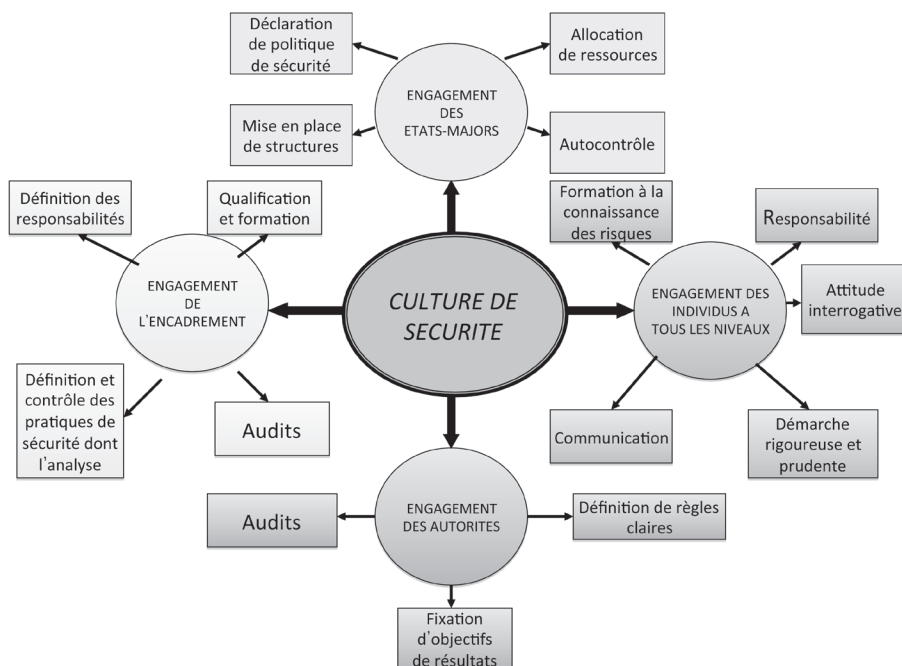 Déclaration
de politique
de sécurité
Allocation
de ressources
ENGAGEMENT
DES
ETATS-MAJORS
Mise en place
de structures
Autocontrôle
Définition des
responsabilités
Qualification
et formation
Formation à la
connaissance
des risques
Responsabilité
ENGAGEMENT
DE
L'ENCADREMENT
CULTURE DE
SECURITE
ENGAGEMENT DES
INDIVIDUS A
TOUS LES NIVEAUX
Attitude
interrogative
Définition et
contrôle des
pratiques de
sécurité dont
l'analyse
Audits
Communication
Démarche
rigoureuse et
prudente
Audits
ENGAGEMENT
DES AUTORITES
Définition de règles
claires
Fixation
d'objectifs
de résultats